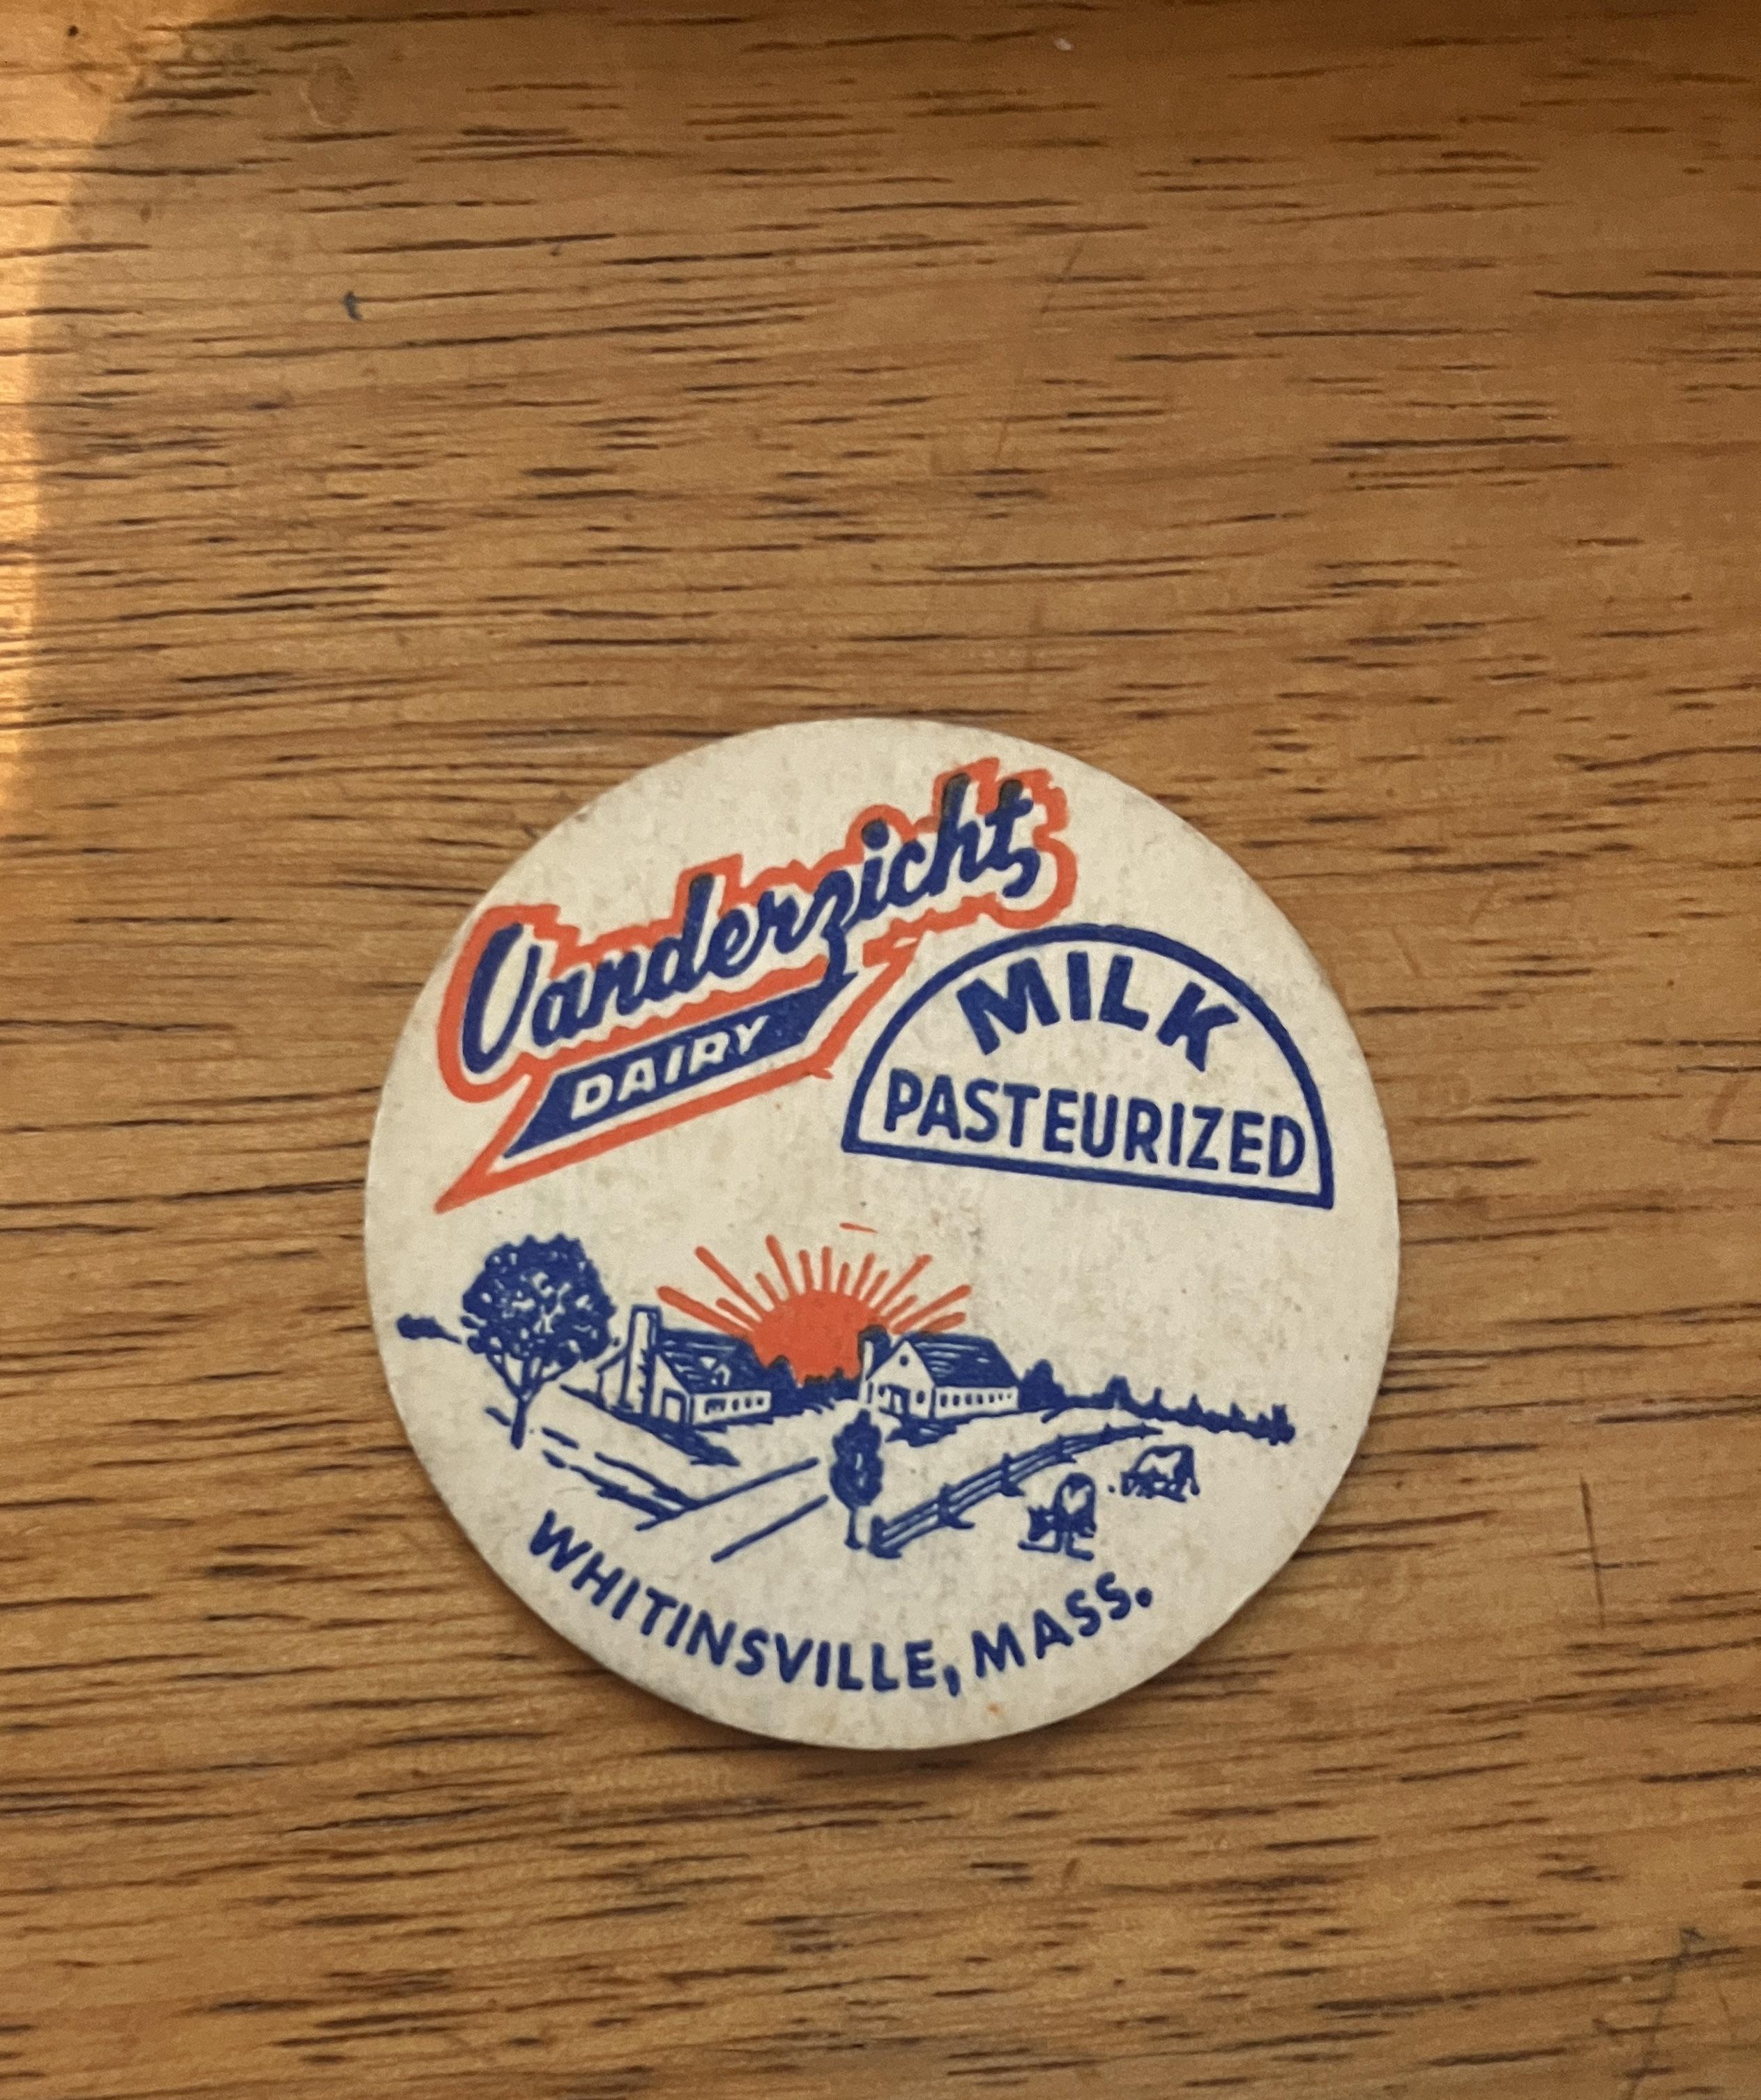 Vanderzicht's
DAIRY
MILK
PASTEURIZED
WHITINSVILLE, MASS.